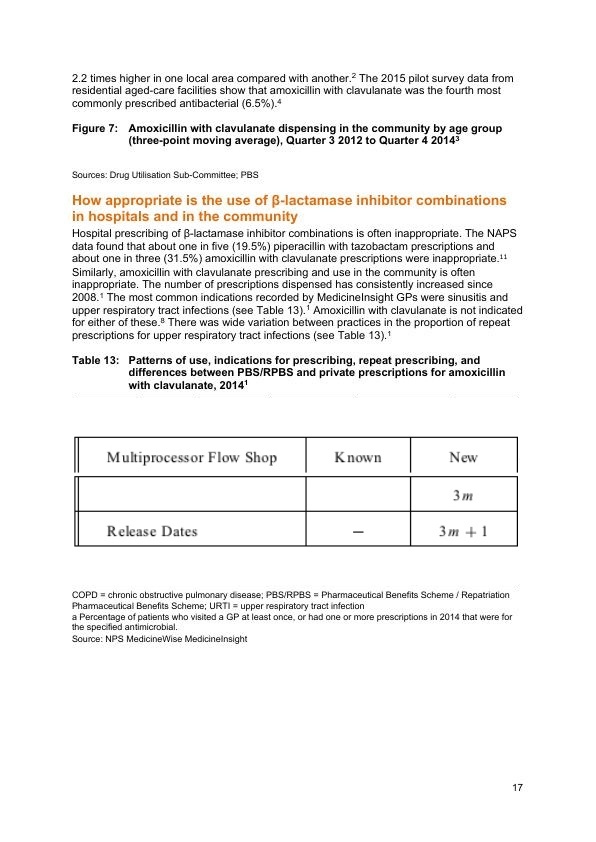 2.2 times higher in one local area compared with another.² The 2015 pilot survey data from
residential aged-care facilities show that amoxicillin with clavulanate was the fourth most
commonly prescribed antibacterial (6.5%).⁴
Figure 7: Amoxicillin with clavulanate dispensing in the community by age group
(three-point moving average), Quarter 3 2012 to Quarter 4 2014³
Sources: Drug Utilisation Sub-Committee; PBS
How appropriate is the use of β-lactamase inhibitor combinations
in hospitals and in the community
Hospital prescribing of β-lactamase inhibitor combinations is often inappropriate. The NAPS
data found that about one in five (19.5%) piperacillin with tazobactam prescriptions and
about one in three (31.5%) amoxicillin with clavulanate prescriptions were inappropriate.¹¹
Similarly, amoxicillin with clavulanate prescribing and use in the community is often
inappropriate. The number of prescriptions dispensed has consistently increased since
2008.¹ The most common indications recorded by MedicineInsight GPs were sinusitis and
upper respiratory tract infections (see Table 13).¹ Amoxicillin with clavulanate is not indicated
for either of these.⁸ There was wide variation between practices in the proportion of repeat
prescriptions for upper respiratory tract infections (see Table 13).¹
Table 13: Patterns of use, indications for prescribing, repeat prescribing, and
differences between PBS/RPBS and private prescriptions for amoxicillin
with clavulanate, 2014¹
Multiprocessor Flow Shop Known New
3m
Release Dates – 3m + 1
COPD = chronic obstructive pulmonary disease; PBS/RPBS = Pharmaceutical Benefits Scheme / Repatriation
Pharmaceutical Benefits Scheme; URTI = upper respiratory tract infection
a Percentage of patients who visited a GP at least once, or had one or more prescriptions in 2014 that were for
the specified antimicrobial.
Source: NPS MedicineWise MedicineInsight
17